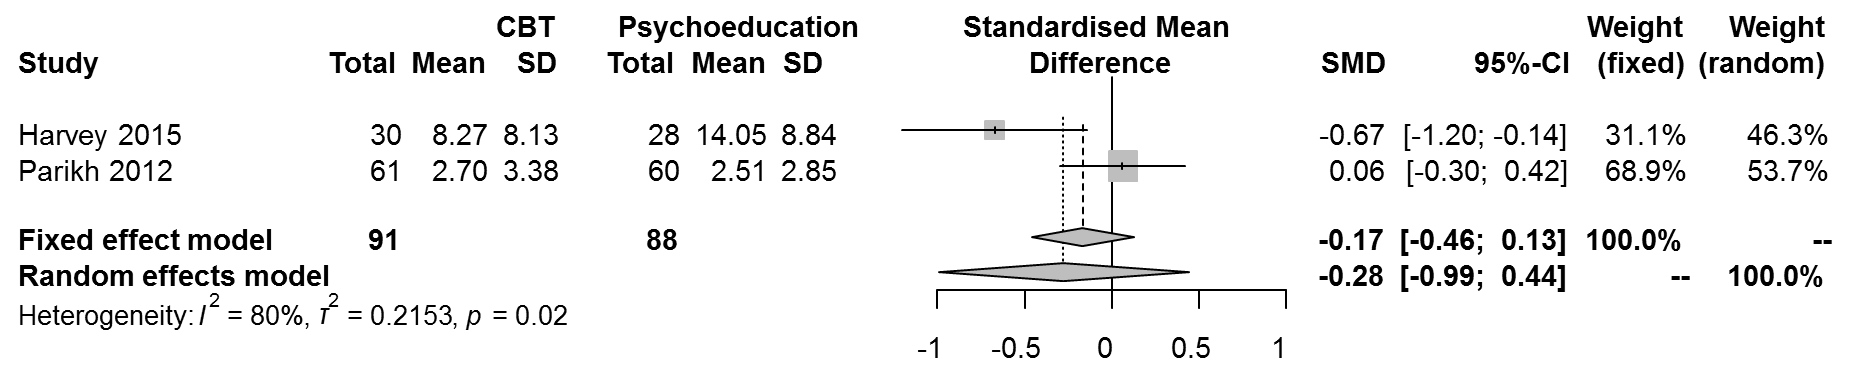 CBT Psychoeducation Standardised Mean Weight Weight
Study Total Mean SD Total Mean SD Difference SMD 95%-CI (fixed) (random)
Harvey 2015 30 8.27 8.13 28 14.05 8.84 -0.67 [-1.20; -0.14] 31.1% 46.3%
Parikh 2012 61 2.70 3.38 60 2.51 2.85 0.06 [-0.30; 0.42] 68.9% 53.7%
Fixed effect model 91 88 -0.17 [-0.46; 0.13] 100.0% --
Random effects model -0.28 [-0.99; 0.44] -- 100.0%
Heterogeneity: I² = 80%, τ² = 0.2153, p = 0.02
-1 -0.5 0 0.5 1